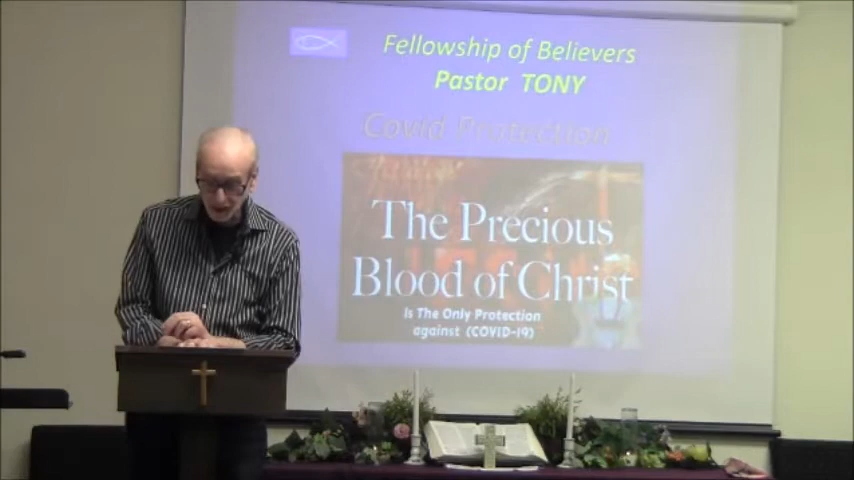 Fellowship of Believers
Pastor TONY
Covid Protection
The Precious
Blood of Christ
Is The Only Protection
against (COVID-19)